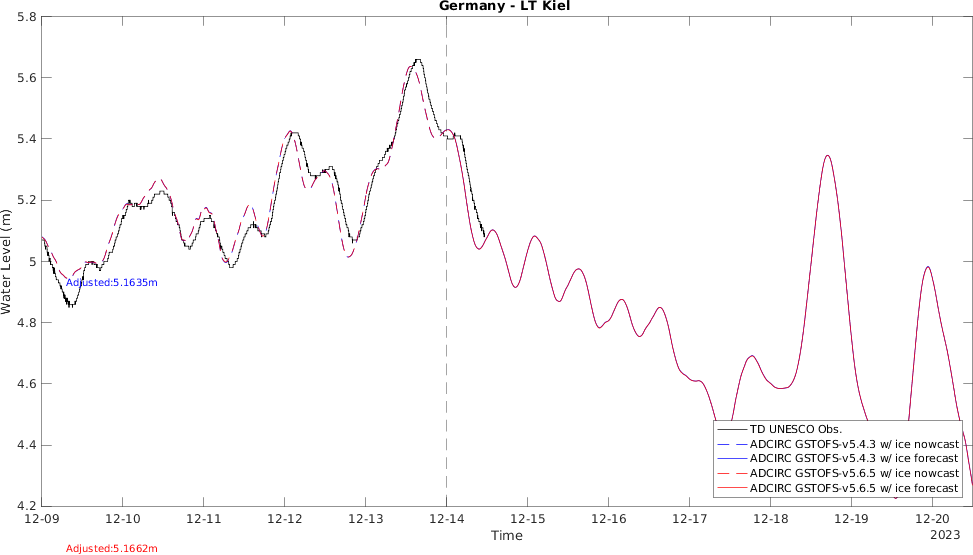 Germany - LT Kiel
5.8
5.6
5.4
5.2
5
4.8
4.6
4.4
4.2
Water Level (m)
Adjusted:5.1635m
TD UNESCO Obs.
ADCIRC GSTOFS-v5.4.3 w/ ice nowcast
ADCIRC GSTOFS-v5.4.3 w/ ice forecast
ADCIRC GSTOFS-v5.6.5 w/ ice nowcast
ADCIRC GSTOFS-v5.6.5 w/ ice forecast
12-09 12-10 12-11 12-12 12-13 12-14 12-15 12-16 12-17 12-18 12-19 12-20
Time
2023
Adjusted:5.1662m